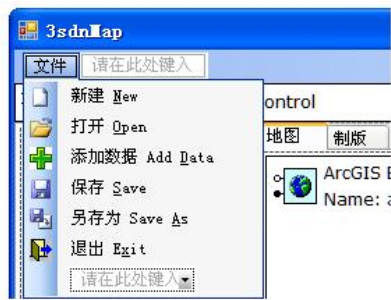 3sdnMap
文件 请在此处键入
新建 New
打开 Open
添加数据 Add Data
保存 Save
另存为 Save As
退出 Exit
请在此处键入
ontrol
地图 制版
ArcGIS
Name: